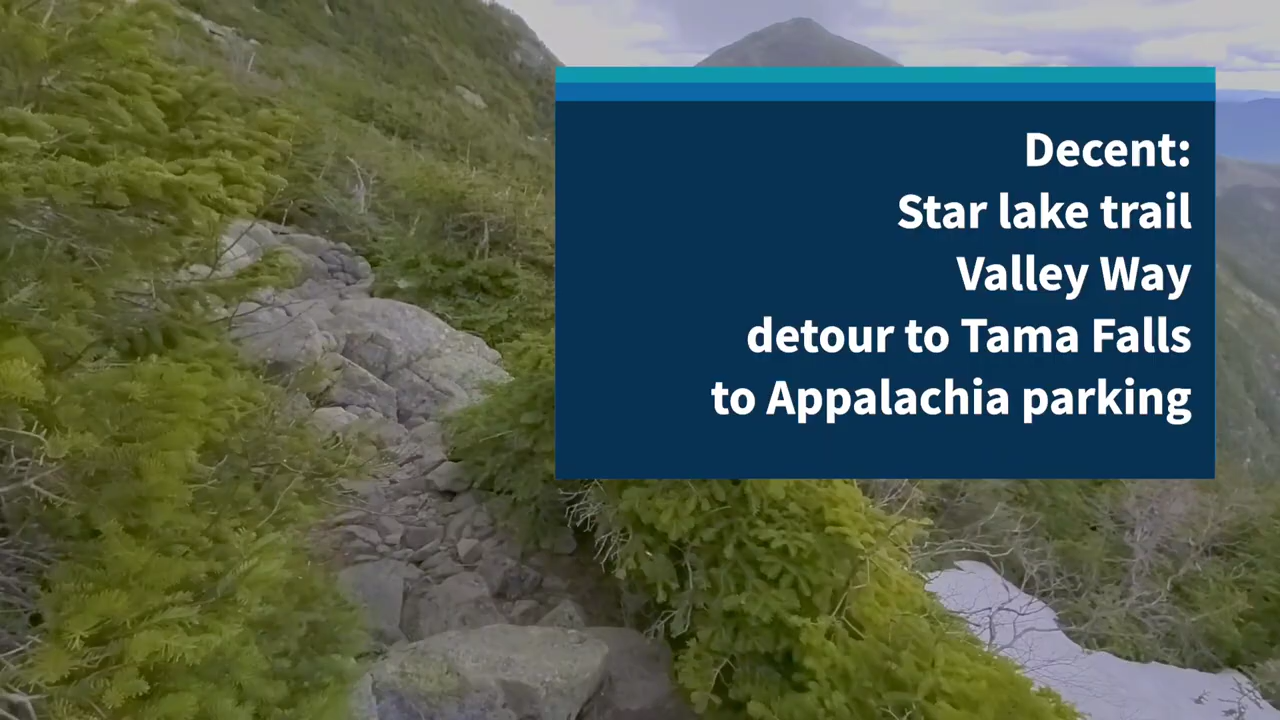 Decent:
Star lake trail
Valley Way
detour to Tama Falls
to Appalachia parking